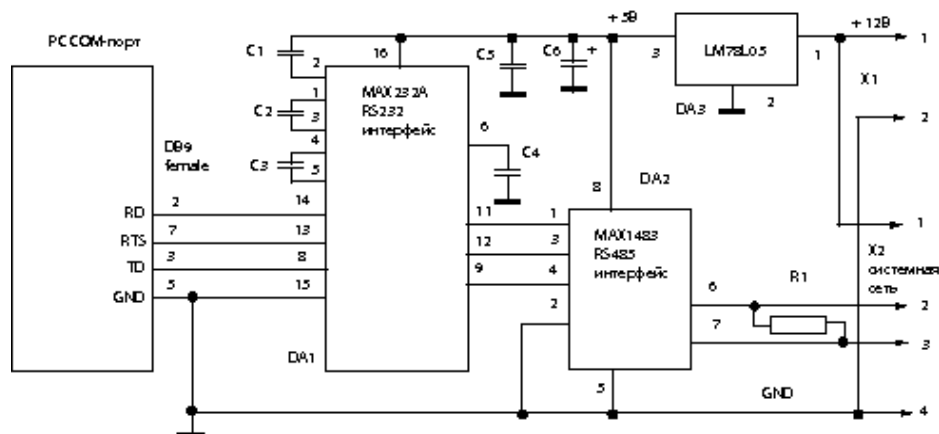 PC COM-порт
DB9
female
RD
RTS
TD
GND
2
7
3
5
C1
2
1
C2
3
4
C3
5
14
13
8
15
16
MAX232A
RS232
интерфейс
6
11
12
9
DA1
C4
C5
C6
+
+ 5В
3
LM78L05
1
DA3
2
+ 12В
1
X1
2
8
DA2
1
3
4
2
MAX1483
RS485
интерфейс
6
7
5
R1
1
X2
системная
сеть
2
3
GND
4